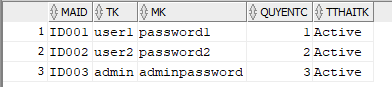 MAID TK MK QUYENTC TTHAITK
1 ID001 user1 password1 1 Active
2 ID002 user2 password2 2 Active
3 ID003 admin adminpassword 3 Active